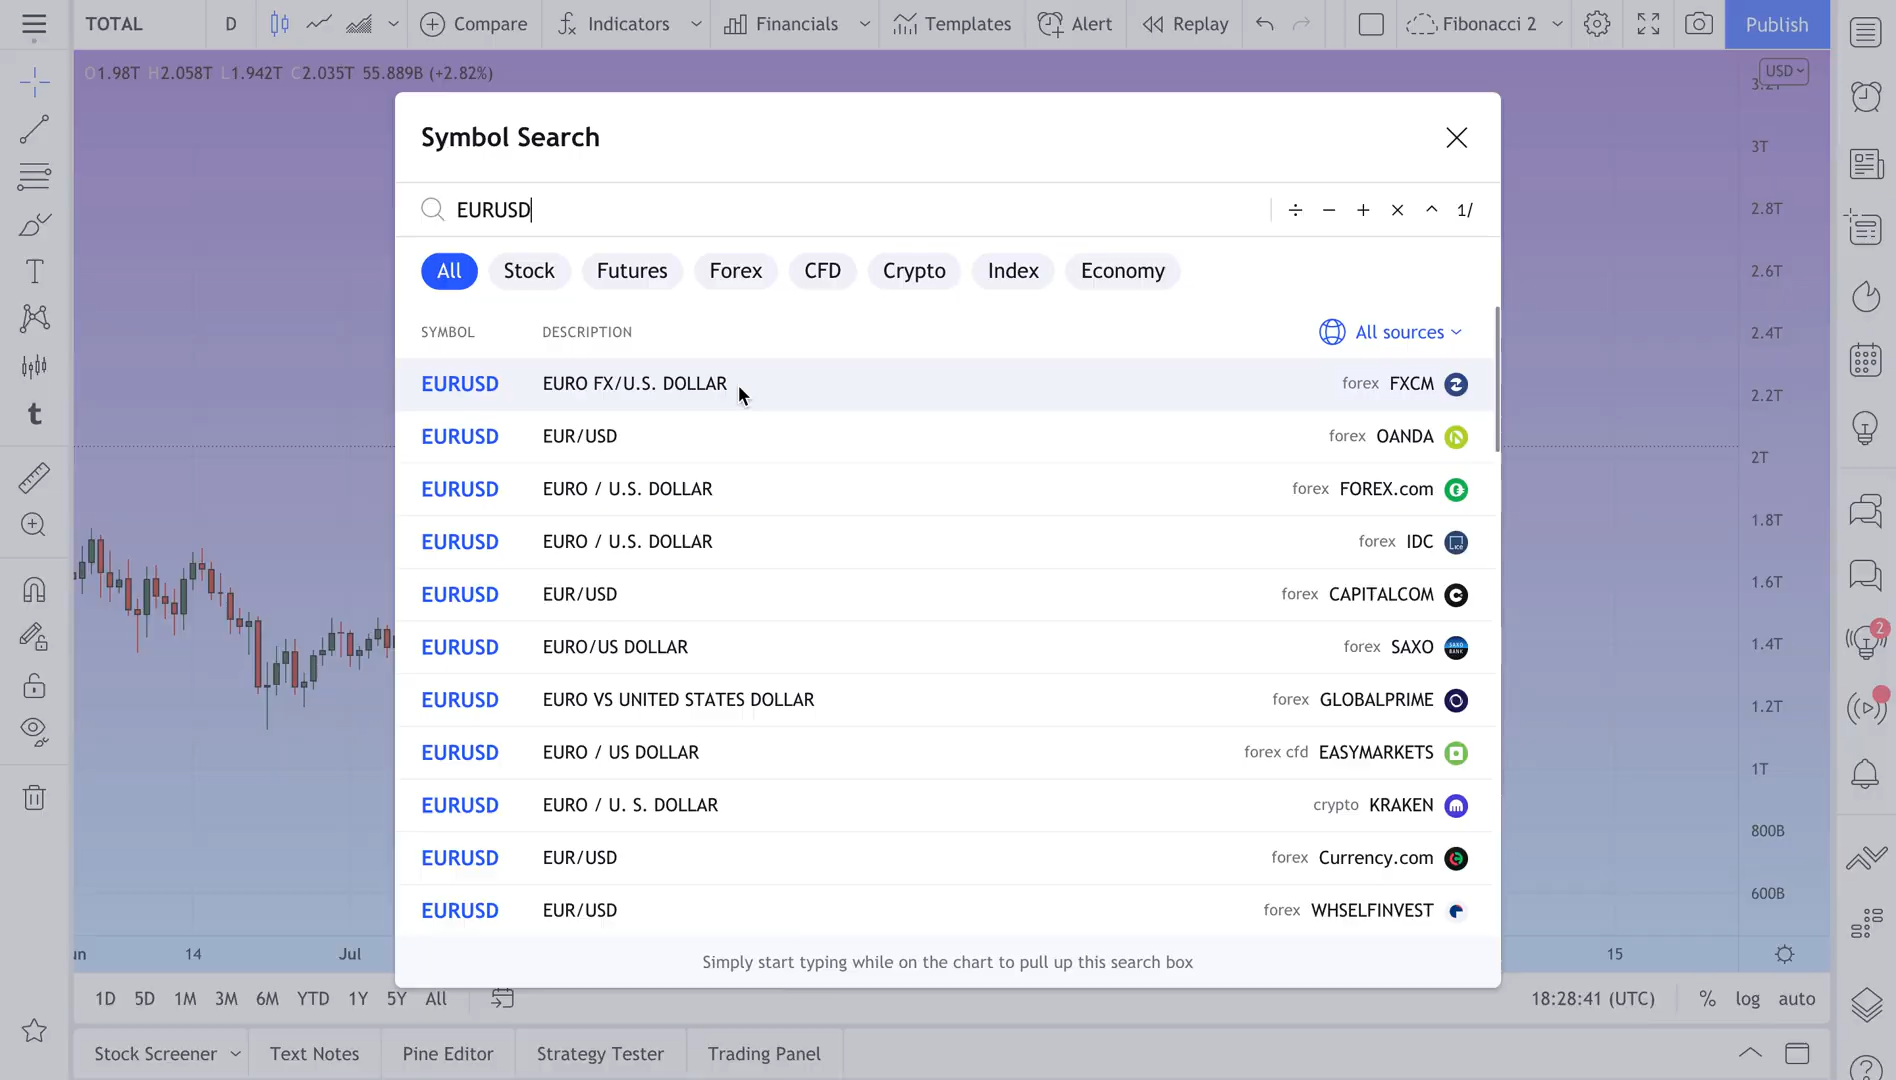 TOTAL D Compare Indicators Financials Templates Alert Replay Fibonacci 2 Publish
O1.98T H2.058T L1.942T C2.035T 55.889B (+2.82%)
USD
3.2T
3T
2.8T
2.6T
2.4T
2.2T
2T
1.8T
1.6T
1.4T
1.2T
1T
800B
600B
Symbol Search
EURUSD ÷ − + × ^ 1/
All Stock Futures Forex CFD Crypto Index Economy
SYMBOL DESCRIPTION All sources
EURUSD EURO FX/U.S. DOLLAR forex FXCM
EURUSD EUR/USD forex OANDA
EURUSD EURO / U.S. DOLLAR forex FOREX.com
EURUSD EURO / U.S. DOLLAR forex IDC
EURUSD EUR/USD forex CAPITALCOM
EURUSD EURO/US DOLLAR forex SAXO
EURUSD EURO VS UNITED STATES DOLLAR forex GLOBALPRIME
EURUSD EURO / US DOLLAR forex cfd EASYMARKETS
EURUSD EURO / U. S. DOLLAR crypto KRAKEN
EURUSD EUR/USD forex Currency.com
EURUSD EUR/USD forex WHSELFINVEST
Simply start typing while on the chart to pull up this search box
2
un 14 Jul 15
1D 5D 1M 3M 6M YTD 1Y 5Y All 18:28:41 (UTC) % log auto
Stock Screener Text Notes Pine Editor Strategy Tester Trading Panel